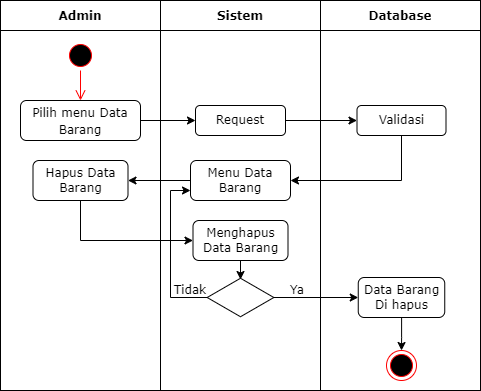 Admin
Sistem
Database
Pilih menu Data
Barang
Request
Validasi
Hapus Data
Barang
Menu Data
Barang
Menghapus
Data Barang
Tidak
Ya
Data Barang
Di hapus